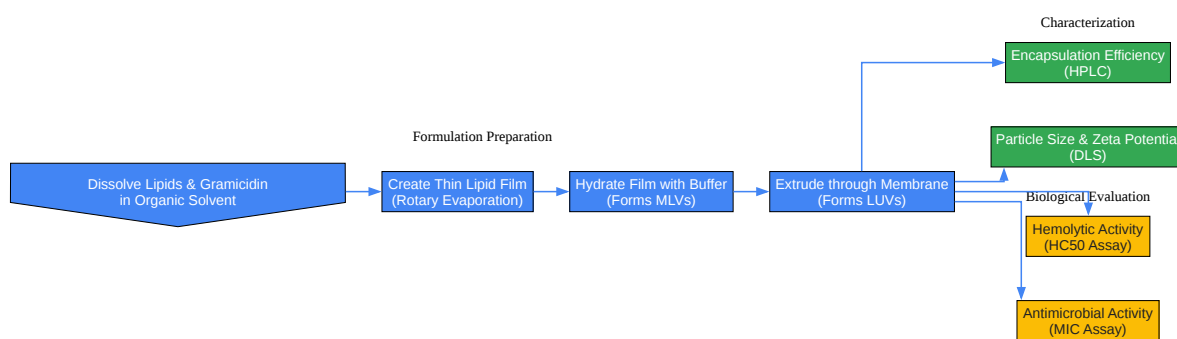 Characterization
Encapsulation Efficiency
(HPLC)
Formulation Preparation
Particle Size & Zeta Potentia
(DLS)
Dissolve Lipids & Gramicidin
in Organic Solvent
Create Thin Lipid Film
(Rotary Evaporation)
Hydrate Film with Buffer
(Forms MLVs)
Extrude through Membrane
(Forms LUVs)
Biological Evaluation
Hemolytic Activity
(HC50 Assay)
Antimicrobial Activity
(MIC Assay)